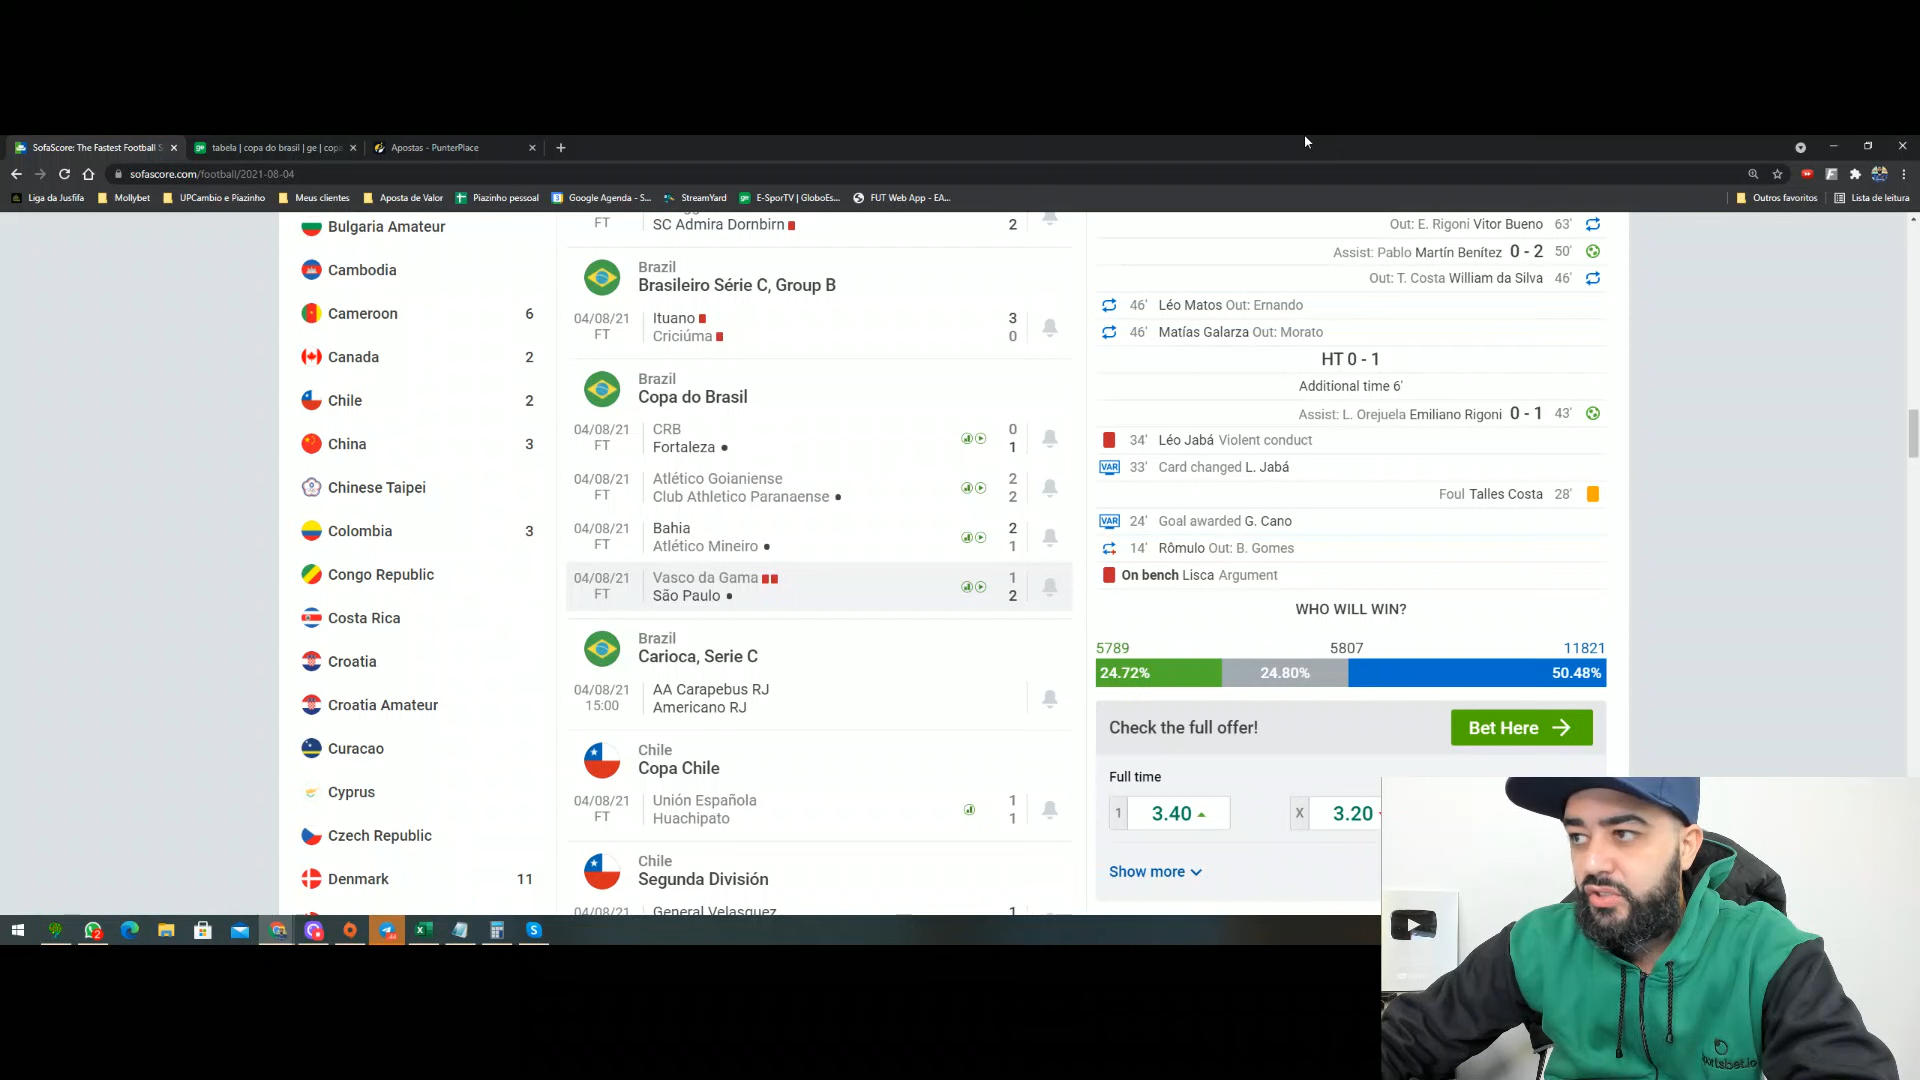 SofaScore: The Fastest Football S
tabela | copa do brasil | ge | copa
Apostas - PunterPlace
sofascore.com/football/2021-08-04
Liga da Jusfifa
Mollybet
UPCambio e Piazinho
Meus clientes
Aposta de Valor
Piazinho pessoal
Google Agenda - S...
StreamYard
E-SporTV | GloboEs...
FUT Web App - EA...
Outros favoritos
Lista de leitura
Bulgaria Amateur
Cambodia
Cameroon 6
Canada 2
Chile 2
China 3
Chinese Taipei
Colombia 3
Congo Republic
Costa Rica
Croatia
Croatia Amateur
Curacao
Cyprus
Czech Republic
Denmark 11
FT SC Admira Dornbirn 2
Brazil
Brasileiro Série C, Group B
04/08/21 Ituano 3
FT Criciúma 0
Brazil
Copa do Brasil
04/08/21 CRB 0
FT Fortaleza 1
04/08/21 Atlético Goianiense 2
FT Club Athletico Paranaense 2
04/08/21 Bahia 2
FT Atlético Mineiro 1
04/08/21 Vasco da Gama 1
FT São Paulo 2
Brazil
Carioca, Serie C
04/08/21 AA Carapebus RJ
15:00 Americano RJ
Chile
Copa Chile
04/08/21 Unión Española 1
FT Huachipato 1
Chile
Segunda División
04/08/21 General Velasquez 1
Out: E. Rigoni Vitor Bueno 63'
Assist: Pablo Martín Benítez 0 - 2 50'
Out: T. Costa William da Silva 46'
46' Léo Matos Out: Ernando
46' Matías Galarza Out: Morato
HT 0 - 1
Additional time 6'
Assist: L. Orejuela Emiliano Rigoni 0 - 1 43'
34' Léo Jabá Violent conduct
VAR 33' Card changed L. Jabá
Foul Talles Costa 28'
VAR 24' Goal awarded G. Cano
14' Rômulo Out: B. Gomes
On bench Lisca Argument
WHO WILL WIN?
5789 5807 11821
24.72% 24.80% 50.48%
Check the full offer! Bet Here
Full time
1 3.40 X 3.20
Show more